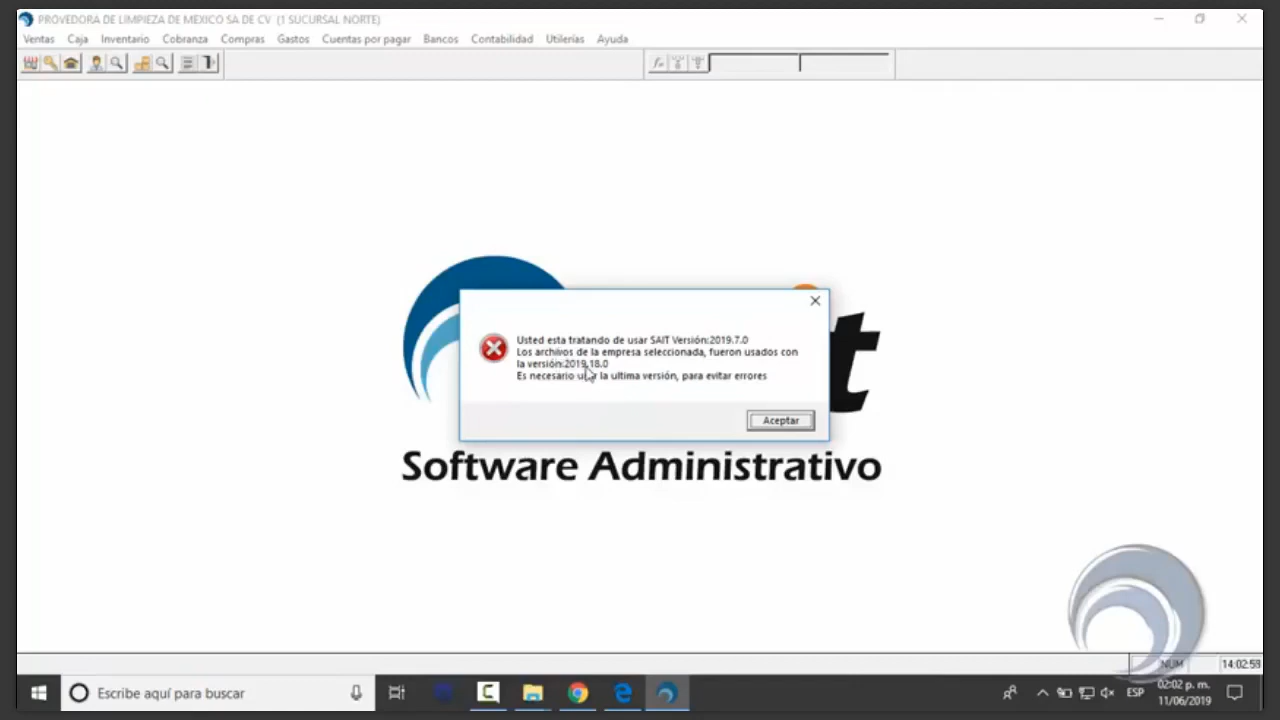 PROVEDORA DE LIMPIEZA DE MEXICO SA DE CV (1 SUCURSAL NORTE)
Ventas Caja Inventario Cobranza Compras Gastos Cuentas por pagar Bancos Contabilidad Utilerías Ayuda
Usted esta tratando de usar SAIT Versión:2019.7.0
Los archivos de la empresa seleccionada, fueron usados con
la versión:2019.18.0
Es necesario usar la ultima versión, para evitar errores
Aceptar
it
Software Administrativo
NUM 14:02:53
Escribe aquí para buscar
ESP
02:02 p. m.
11/06/2019